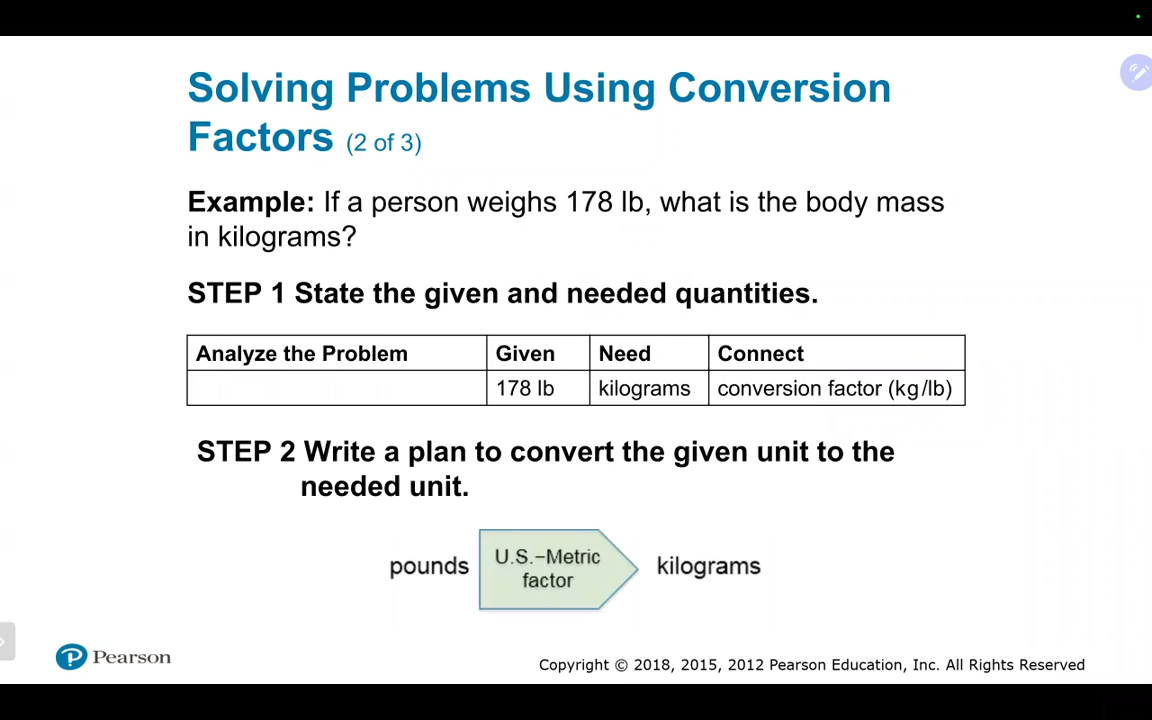 Solving Problems Using Conversion
Factors (2 of 3)
Example: If a person weighs 178 lb, what is the body mass
in kilograms?
STEP 1 State the given and needed quantities.
Analyze the Problem Given Need Connect
178 lb kilograms conversion factor (kg/lb)
STEP 2 Write a plan to convert the given unit to the
needed unit.
pounds U.S.–Metric factor kilograms
Pearson
Copyright © 2018, 2015, 2012 Pearson Education, Inc. All Rights Reserved